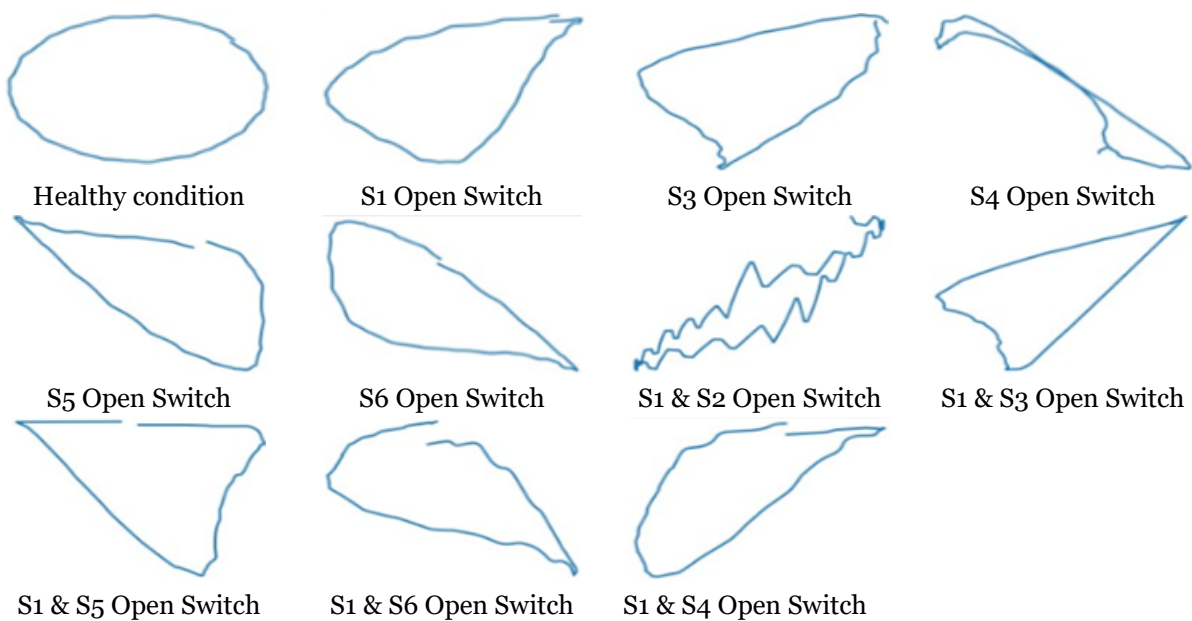 Healthy condition
S1 Open Switch
S3 Open Switch
S4 Open Switch
S5 Open Switch
S6 Open Switch
S1 & S2 Open Switch
S1 & S3 Open Switch
S1 & S5 Open Switch
S1 & S6 Open Switch
S1 & S4 Open Switch